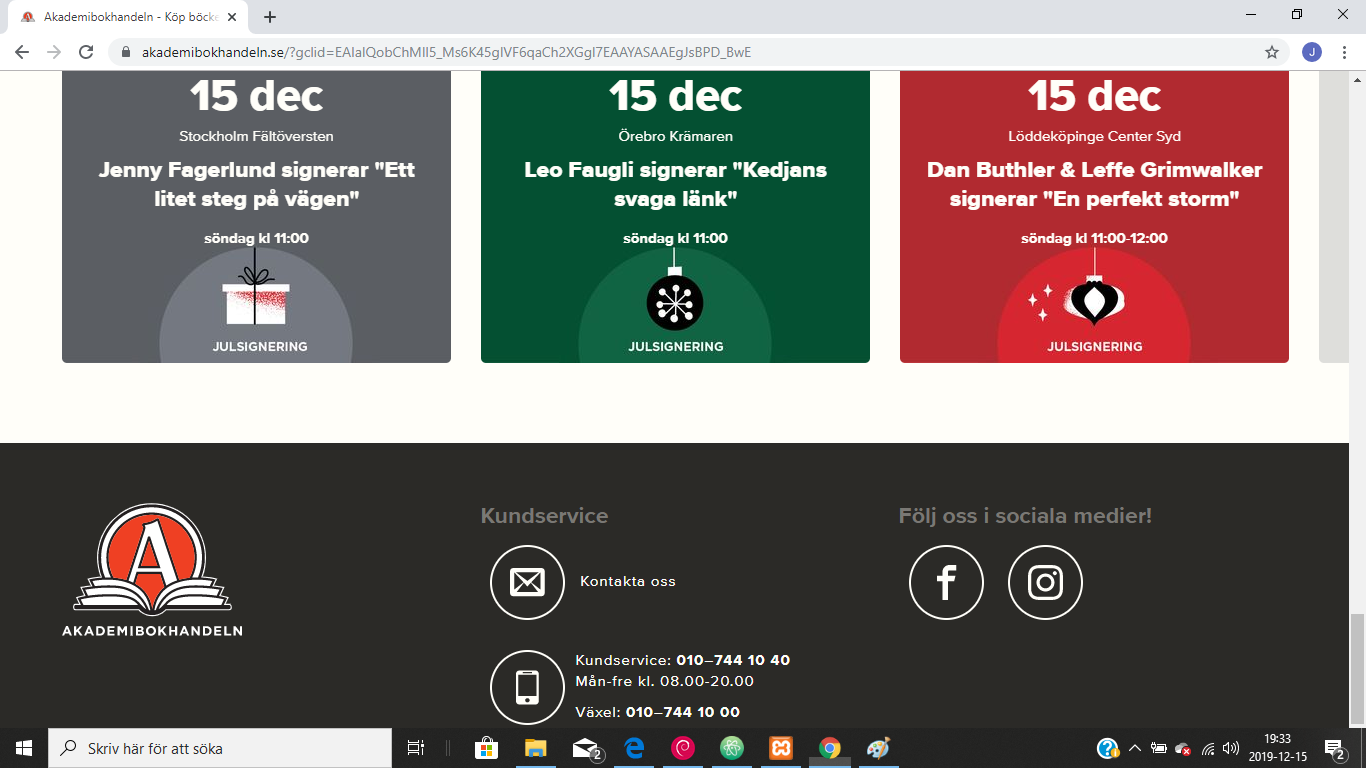 Akademibokhandeln - Köp böcke
akademibokhandeln.se/?gclid=EAIaIQobChMIl5_Ms6K45gIVF6qaCh2XGgI7EAAYASAAEgJsBPD_BwE
J
15 dec
Stockholm Fältöversten
Jenny Fagerlund signerar "Ett
litet steg på vägen"
söndag kl 11:00
JULSIGNERING
15 dec
Örebro Krämaren
Leo Faugli signerar "Kedjans
svaga länk"
söndag kl 11:00
JULSIGNERING
15 dec
Löddeköpinge Center Syd
Dan Buthler & Leffe Grimwalker
signerar "En perfekt storm"
söndag kl 11:00-12:00
JULSIGNERING
A
AKADEMIBOKHANDELN
Kundservice
Kontakta oss
Kundservice: 010–744 10 40
Mån-fre kl. 08.00-20.00
Växel: 010–744 10 00
Följ oss i sociala medier!
Skriv här för att söka
2
19:33
2019-12-15
2